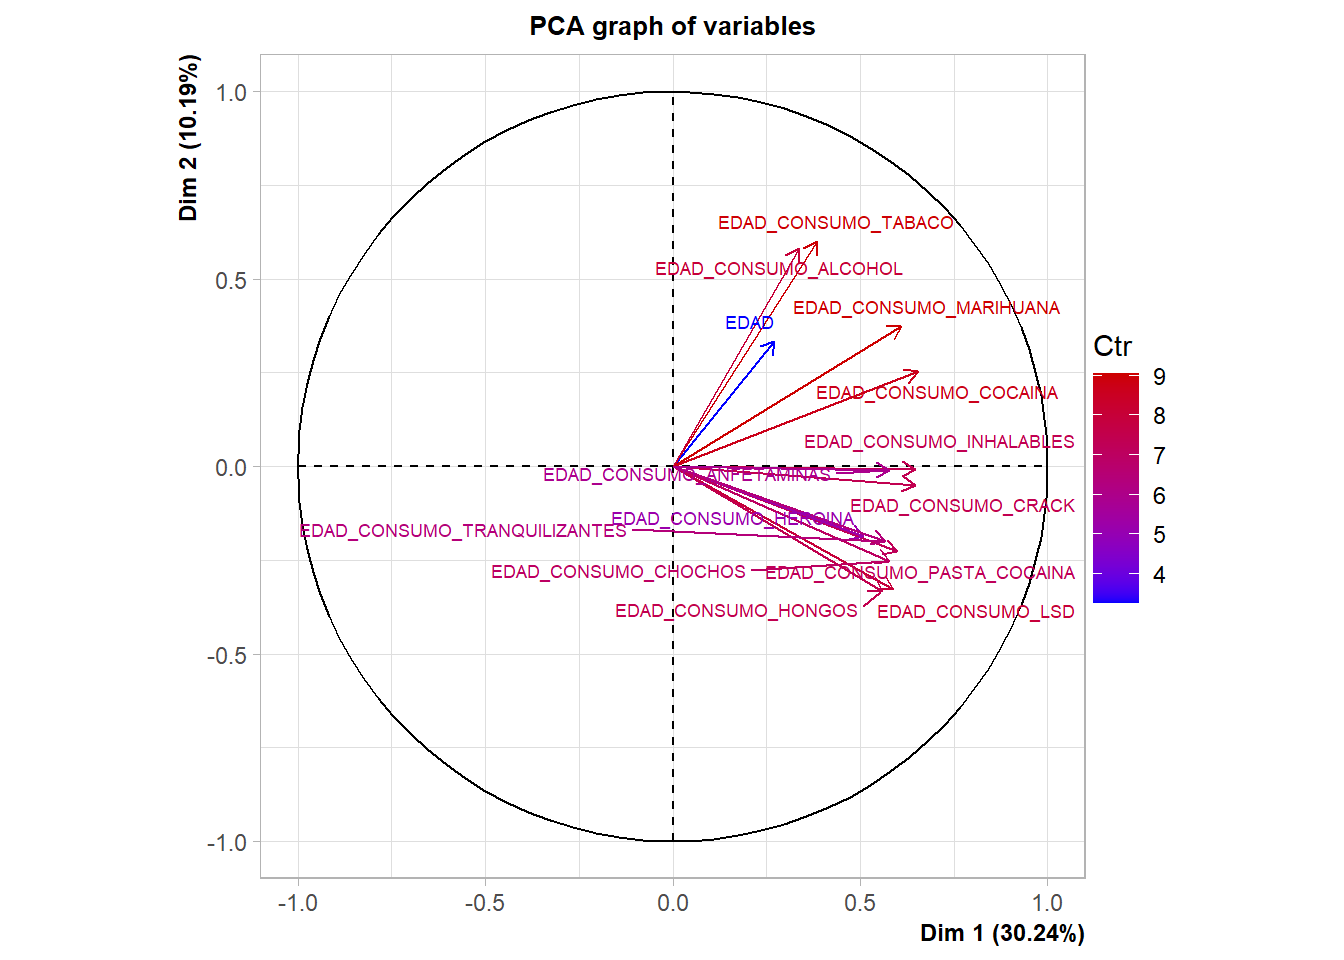 PCA graph of variables
Dim 2 (10.19%)
1.0
0.5
0.0
-0.5
-1.0
EDAD_CONSUMO_TABACO
EDAD_CONSUMO_ALCOHOL
EDAD_CONSUMO_MARIHUANA
EDAD
EDAD_CONSUMO_COCAINA
EDAD_CONSUMO_INHALABLES
EDAD_CONSUMO_ANFETAMINAS
EDAD_CONSUMO_CRACK
EDAD_CONSUMO_HEROINA
EDAD_CONSUMO_TRANQUILIZANTES
EDAD_CONSUMO_CHOCHOS
EDAD_CONSUMO_PASTA_COCAINA
EDAD_CONSUMO_HONGOS
EDAD_CONSUMO_LSD
Ctr
9
8
7
6
5
4
-1.0
-0.5
0.0
0.5
1.0
Dim 1 (30.24%)